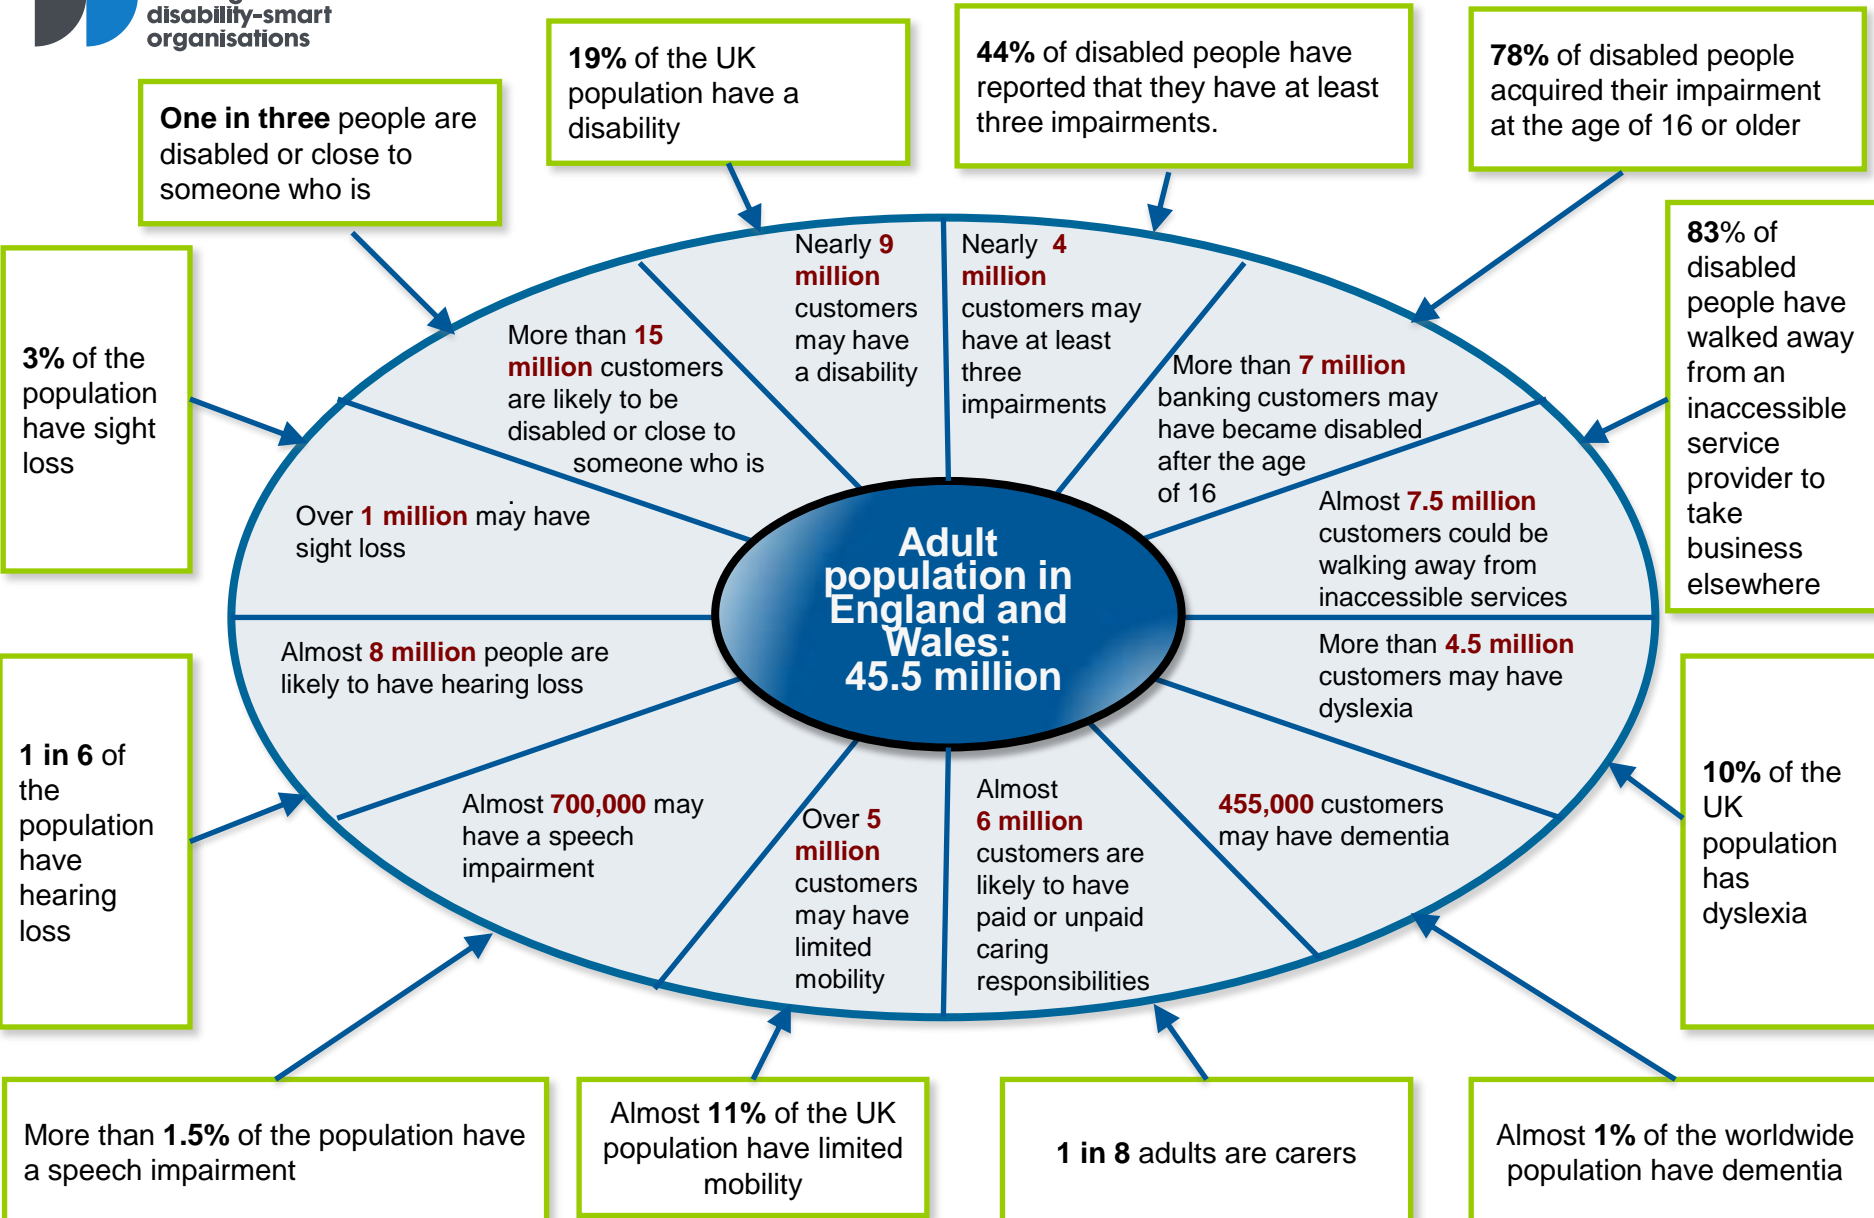 disability-smart
organisations
19% of the UK
population have a
disability
44% of disabled people have
reported that they have at least
three impairments.
78% of disabled people
acquired their impairment
at the age of 16 or older
One in three people are
disabled or close to
someone who is
83% of
disabled
people have
walked away
from an
inaccessible
service
provider to
take
business
elsewhere
3% of the
population
have sight
loss
Nearly 9
million
customers
may have
a disability
Nearly 4
million
customers may
have at least
three
impairments
More than 15
million customers
are likely to be
disabled or close to
someone who is
More than 7 million
banking customers may
have became disabled
after the age
of 16
Over 1 million may have
sight loss
Almost 7.5 million
customers could be
walking away from
inaccessible services
Adult
population in
England and
Wales:
45.5 million
Almost 8 million people are
likely to have hearing loss
More than 4.5 million
customers may have
dyslexia
1 in 6 of
the
population
have
hearing
loss
10% of the
UK
population
has
dyslexia
Almost 700,000 may
have a speech
impairment
Over 5
million
customers
may have
limited
mobility
Almost
6 million
customers are
likely to have
paid or unpaid
caring
responsibilities
455,000 customers
may have dementia
More than 1.5% of the population have
a speech impairment
Almost 11% of the UK
population have limited
mobility
1 in 8 adults are carers
Almost 1% of the worldwide
population have dementia